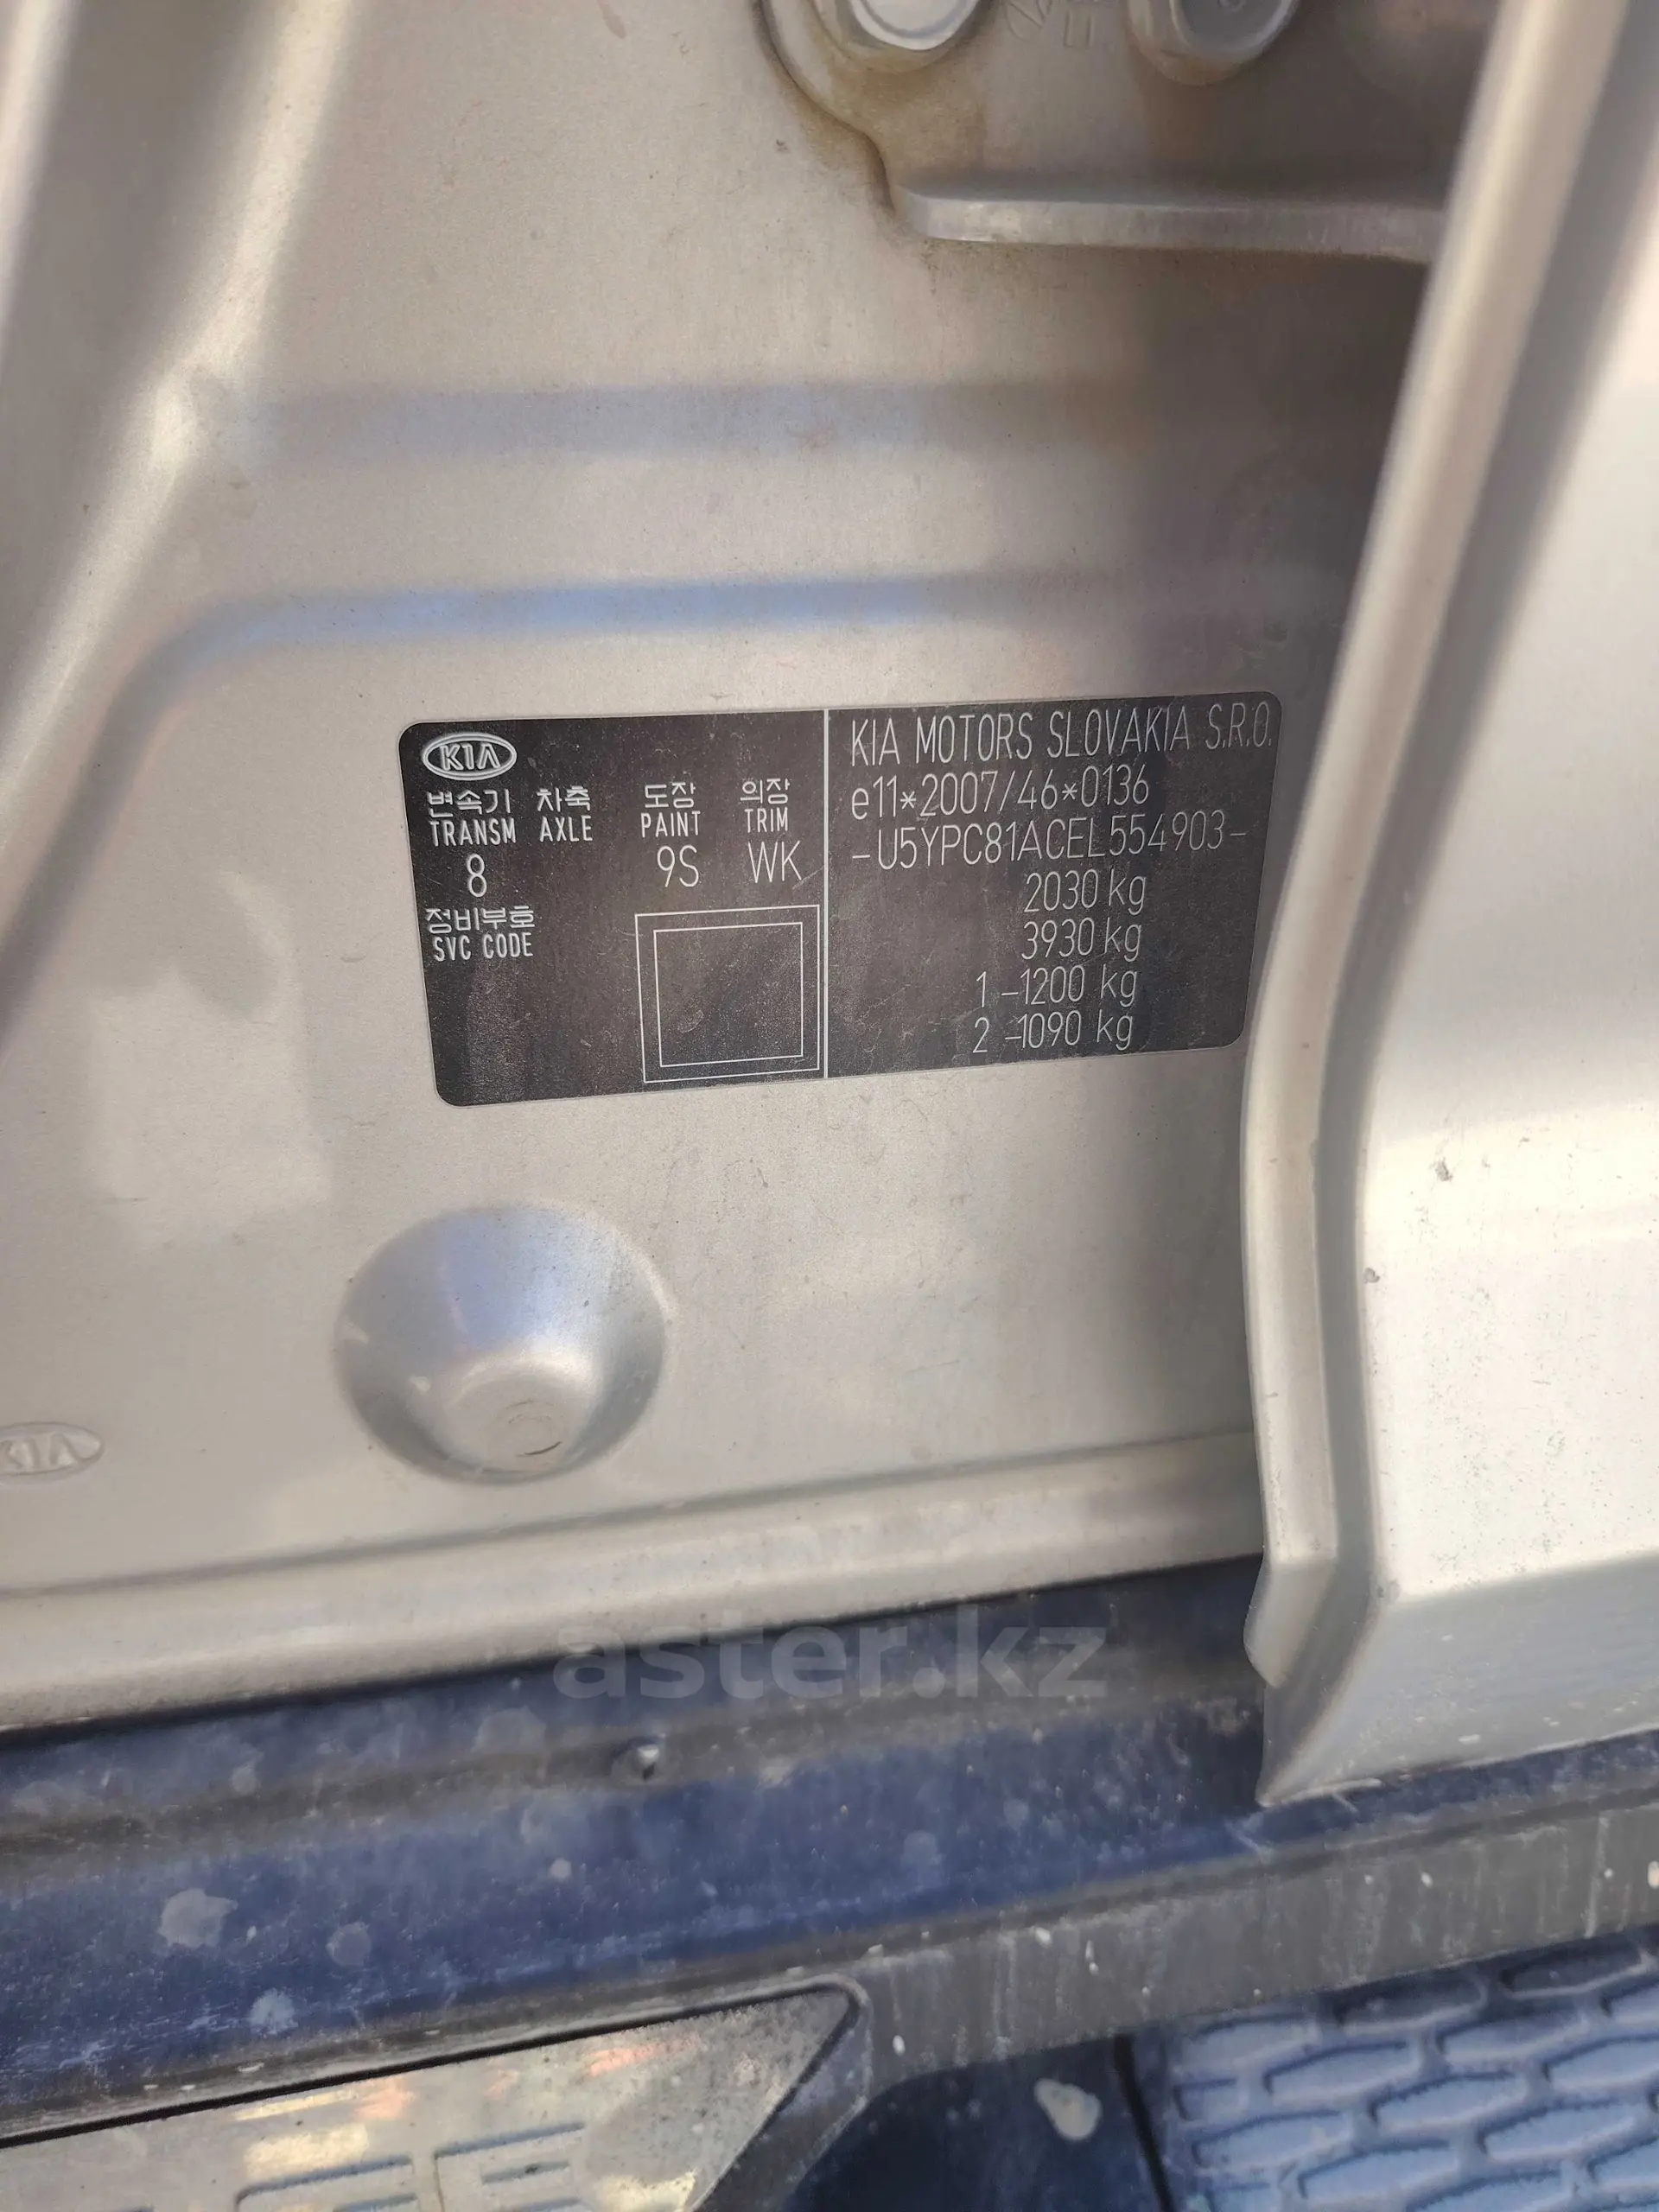 KIA
변속기 차축 도장 의장
TRANSM AXLE PAINT TRIM
8 9S WK
정비부호
SVC CODE
KIA MOTORS SLOVAKIA S.R.O.
e11*2007/46*0136
-U5YPC81ACEL554903-
2030 kg
3930 kg
1 -1200 kg
2 -1090 kg
KIA
aster.kz